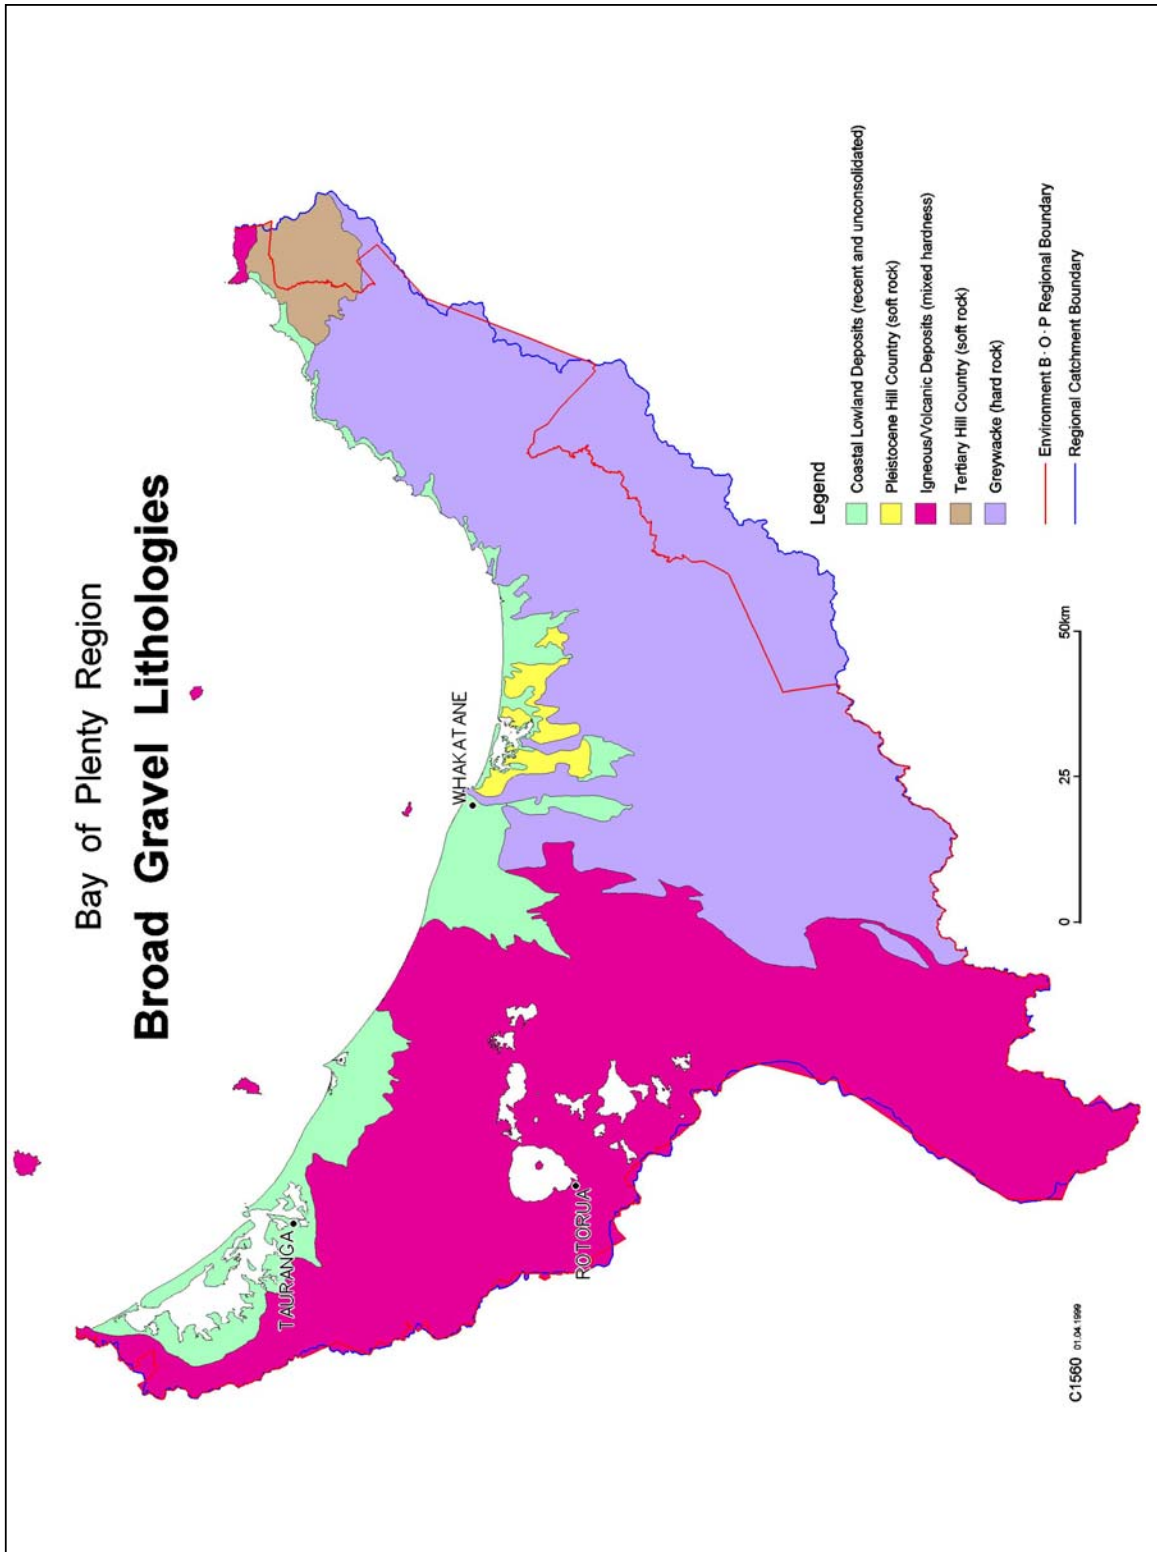 Bay of Plenty Region
Broad Gravel Lithologies
WHAKATANE
TAURANGA
ROTORUA
Legend
Coastal Lowland Deposits (recent and unconsolidated)
Pleistocene Hill Country (soft rock)
Igneous/Volcanic Deposits (mixed hardness)
Tertiary Hill Country (soft rock)
Greywacke (hard rock)
Environment B·O·P Regional Boundary
Regional Catchment Boundary
0 25 50km
C1560 01.04.1999